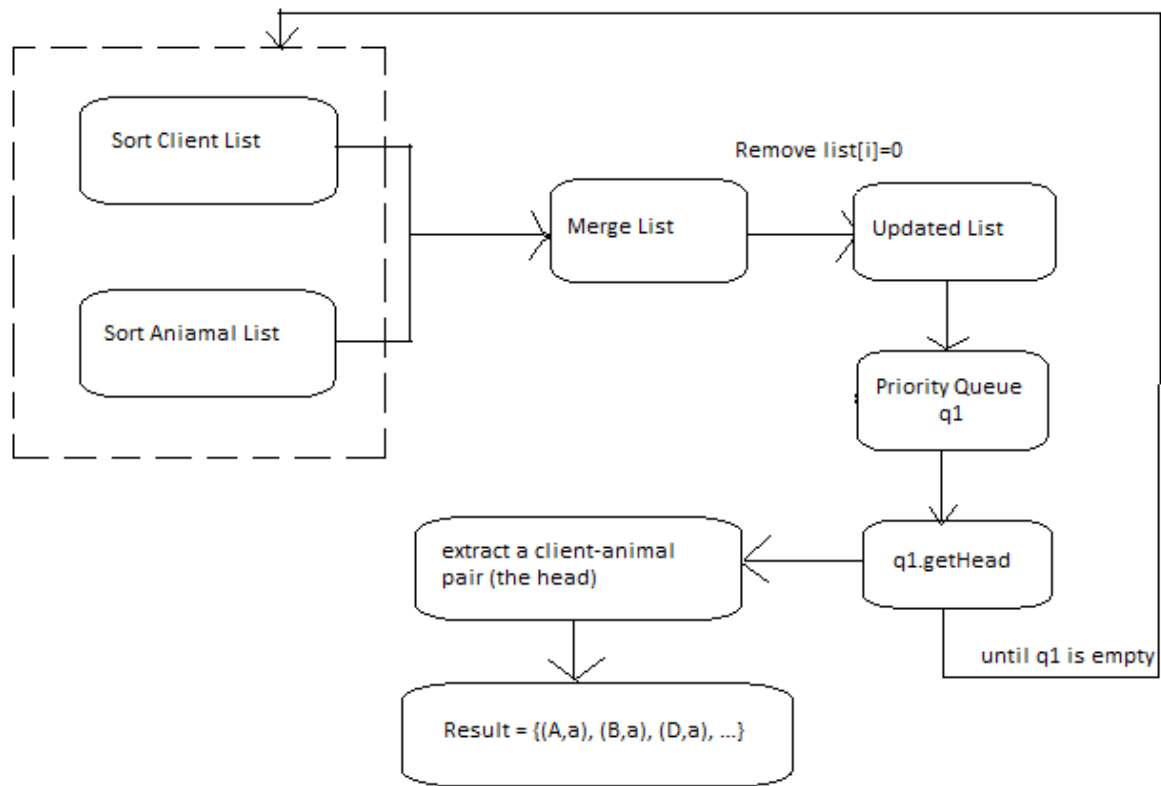 Sort Client List
Remove list[i]=0
Merge List
Updated List
Sort Aniamal List
Priority Queue
q1
extract a client-animal
pair (the head)
q1.getHead
until q1 is empty
Result = {(A,a), (B,a), (D,a), ...}